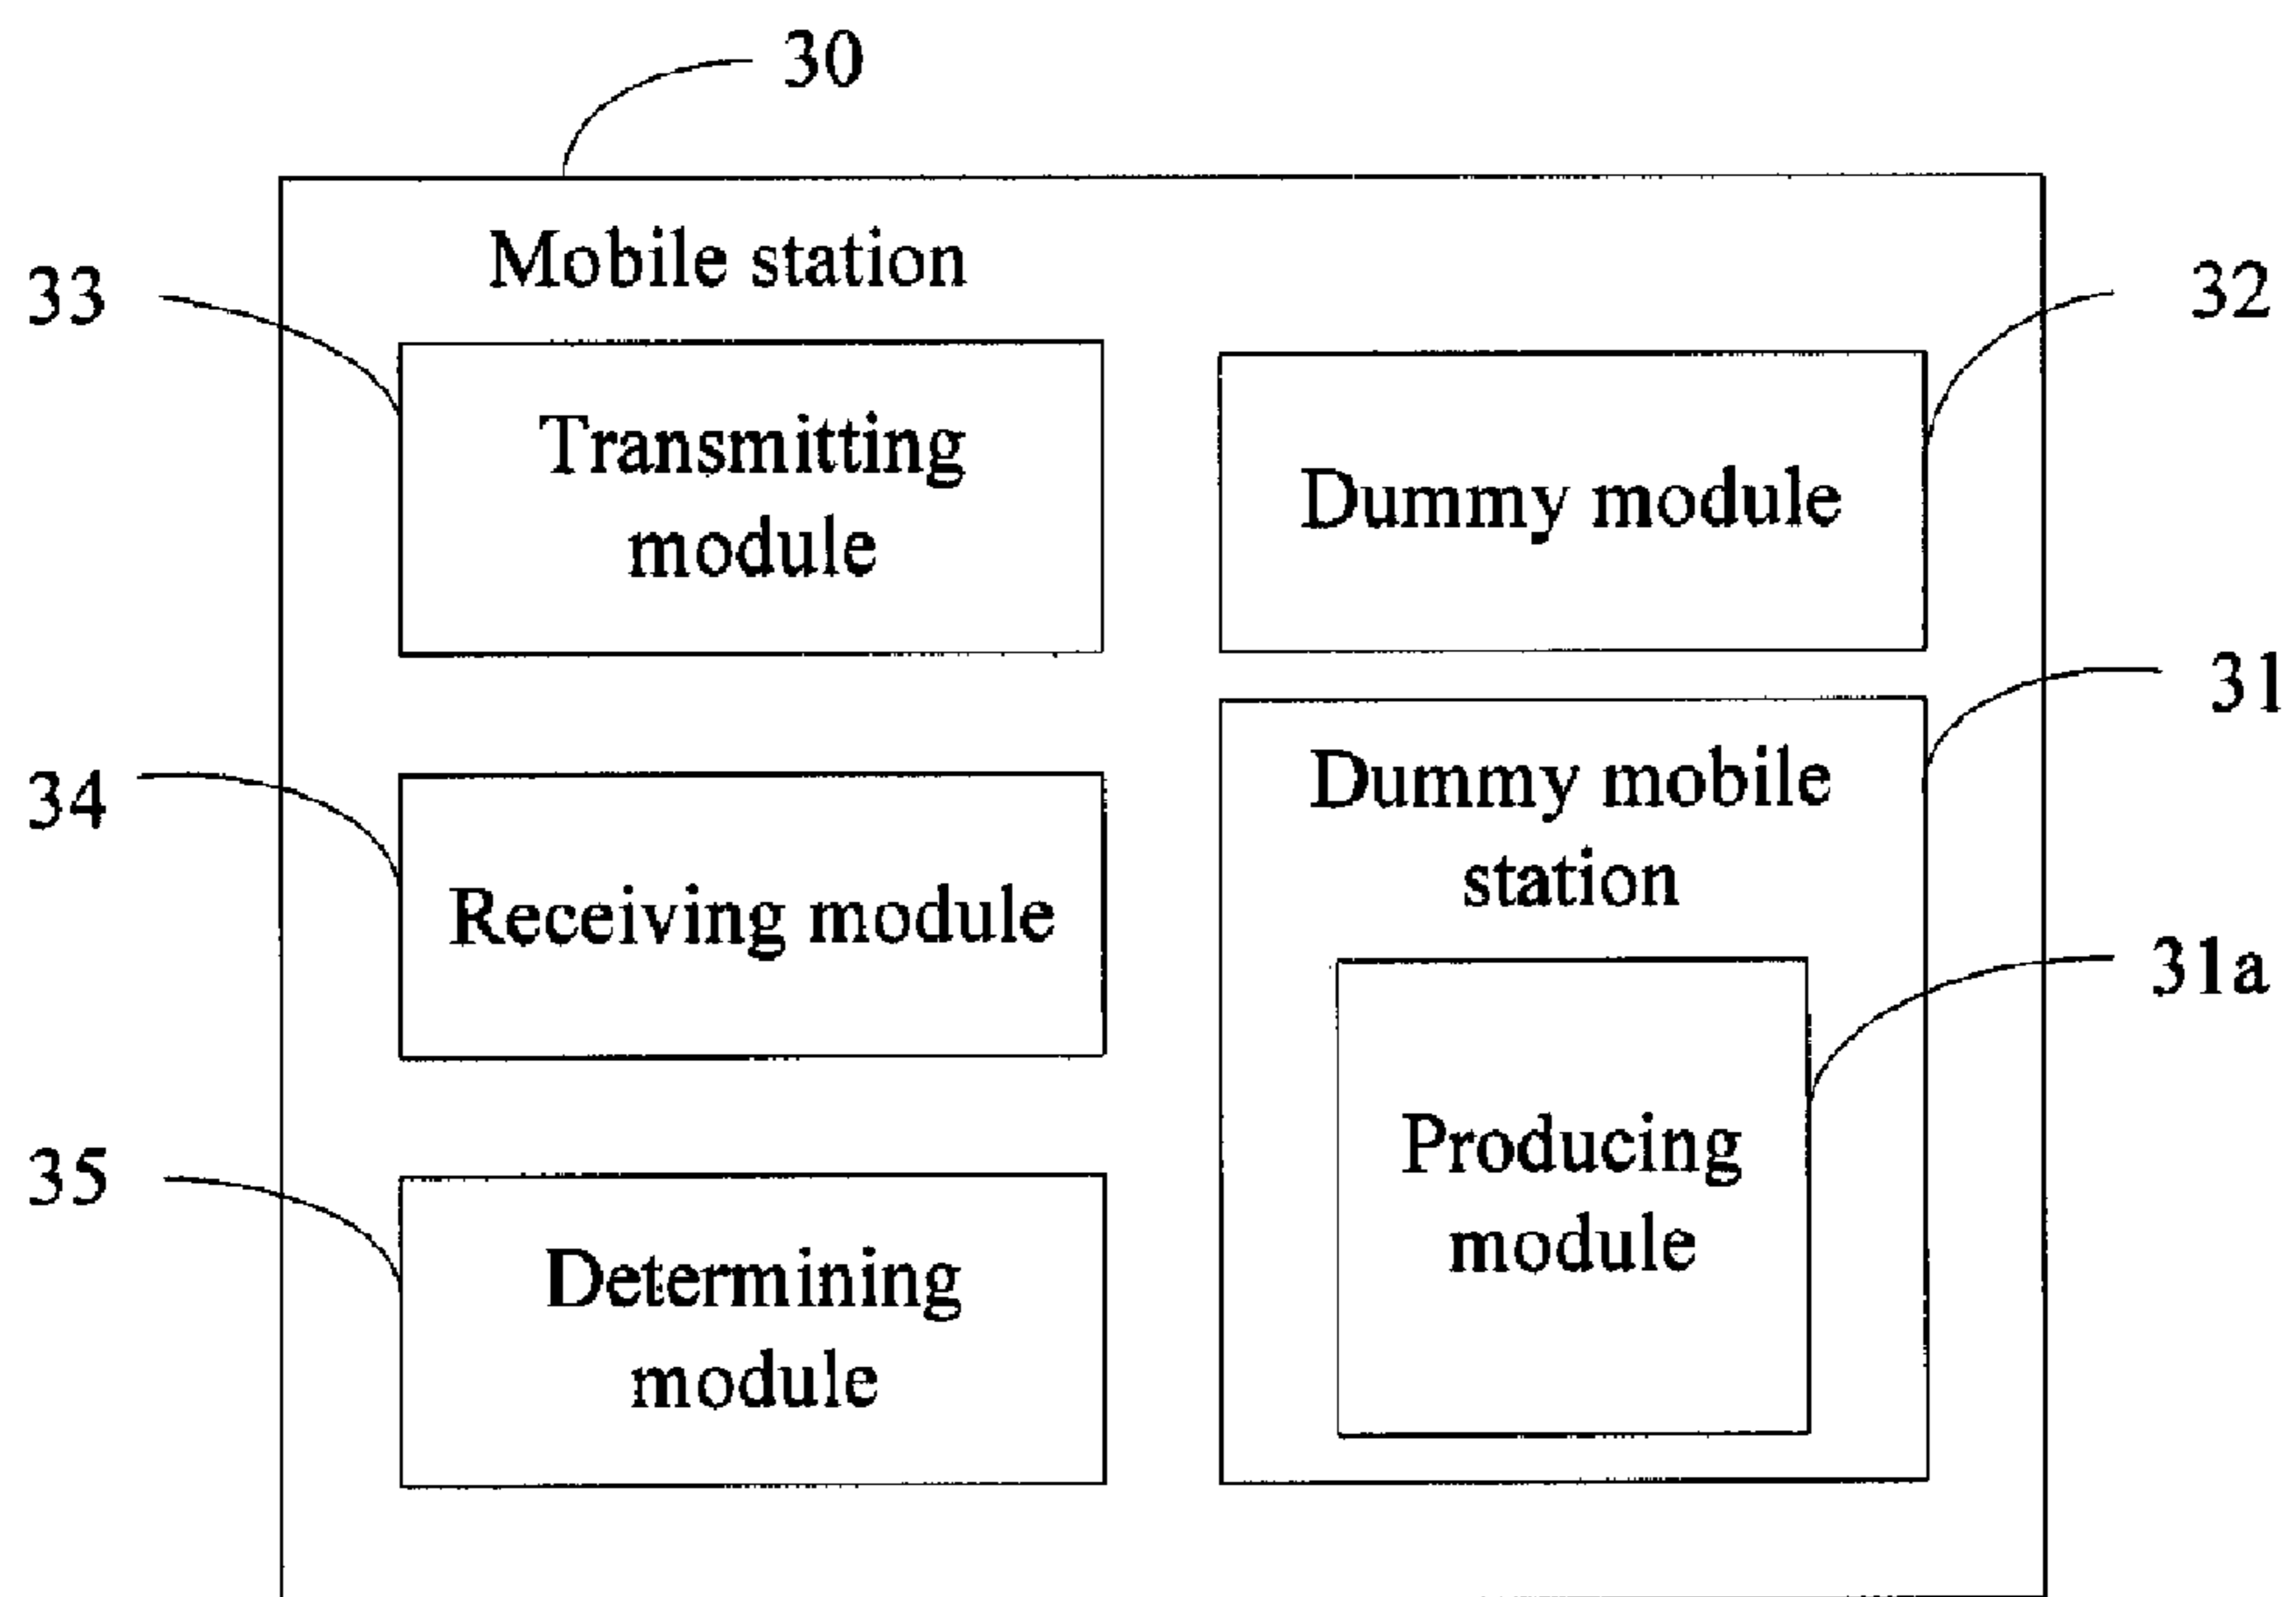 30
Mobile station
33
32
Transmitting
module
Dummy module
31
34
Dummy mobile
station
Receiving module
31a
35
Producing
module
Determining
module